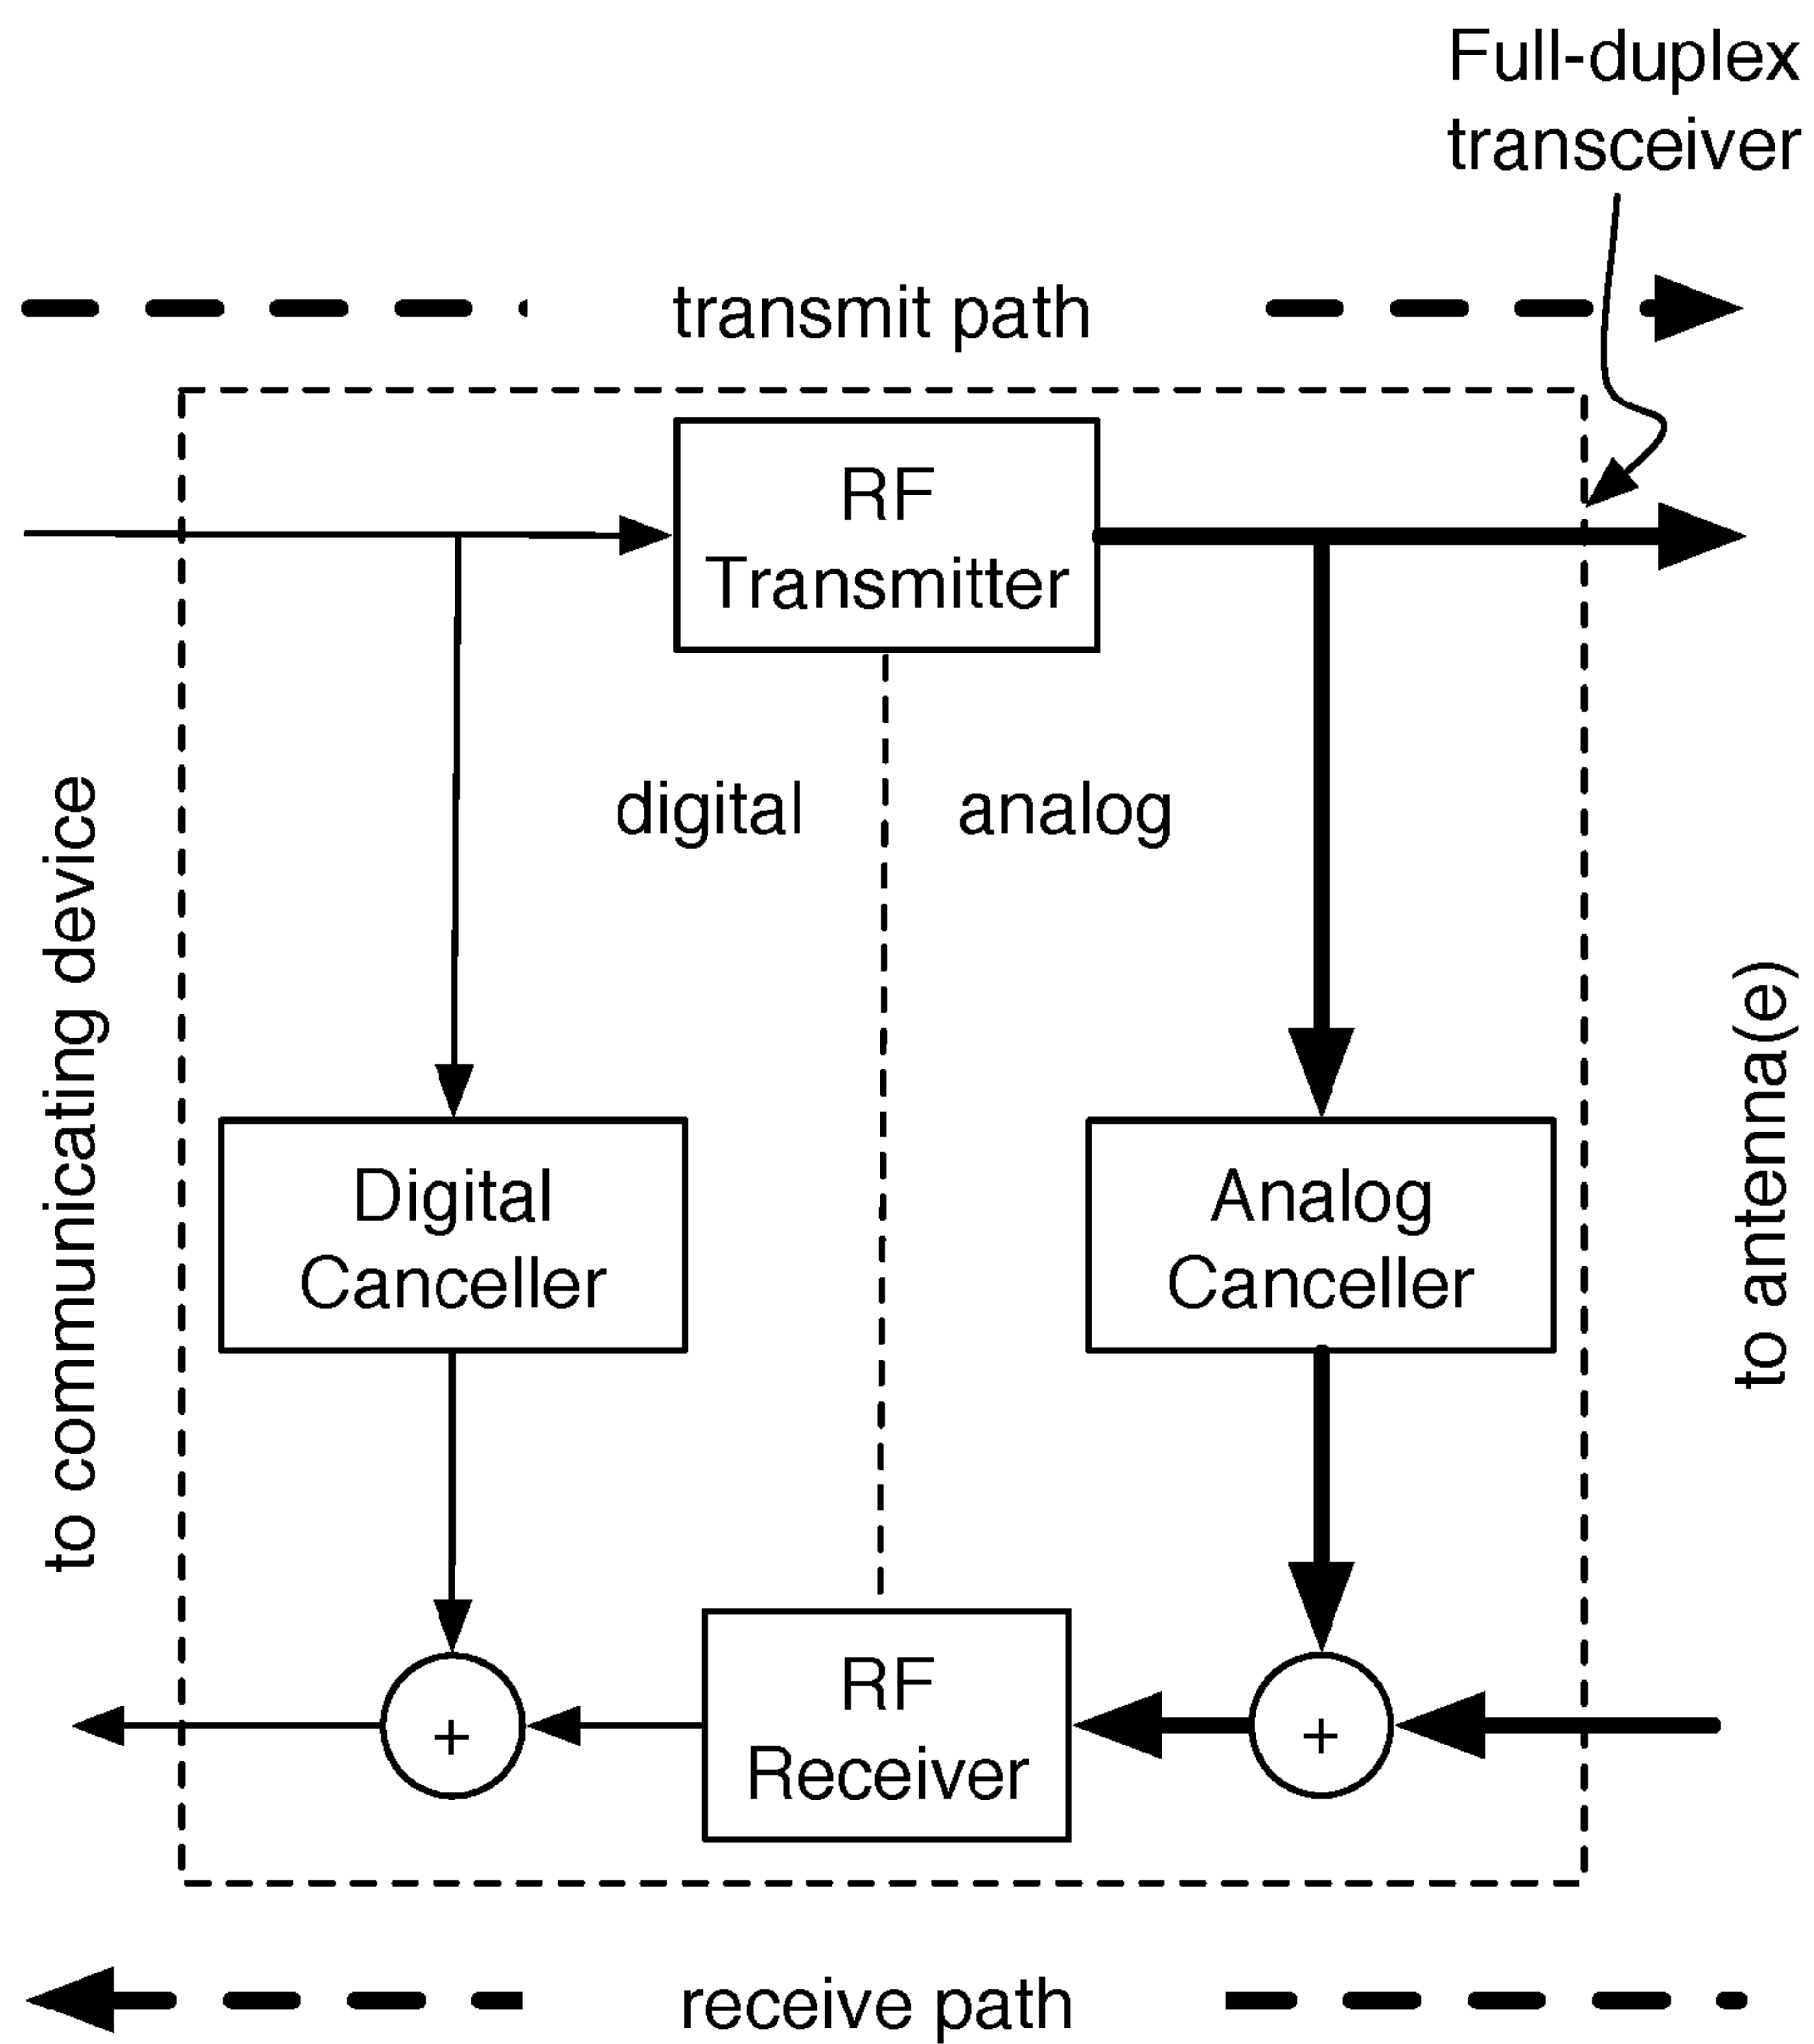 Full-duplex
transceiver
transmit path
RF
Transmitter
digital
analog
to communicating device
to antenna(e)
Digital
Canceller
Analog
Canceller
+
RF
Receiver
+
receive path